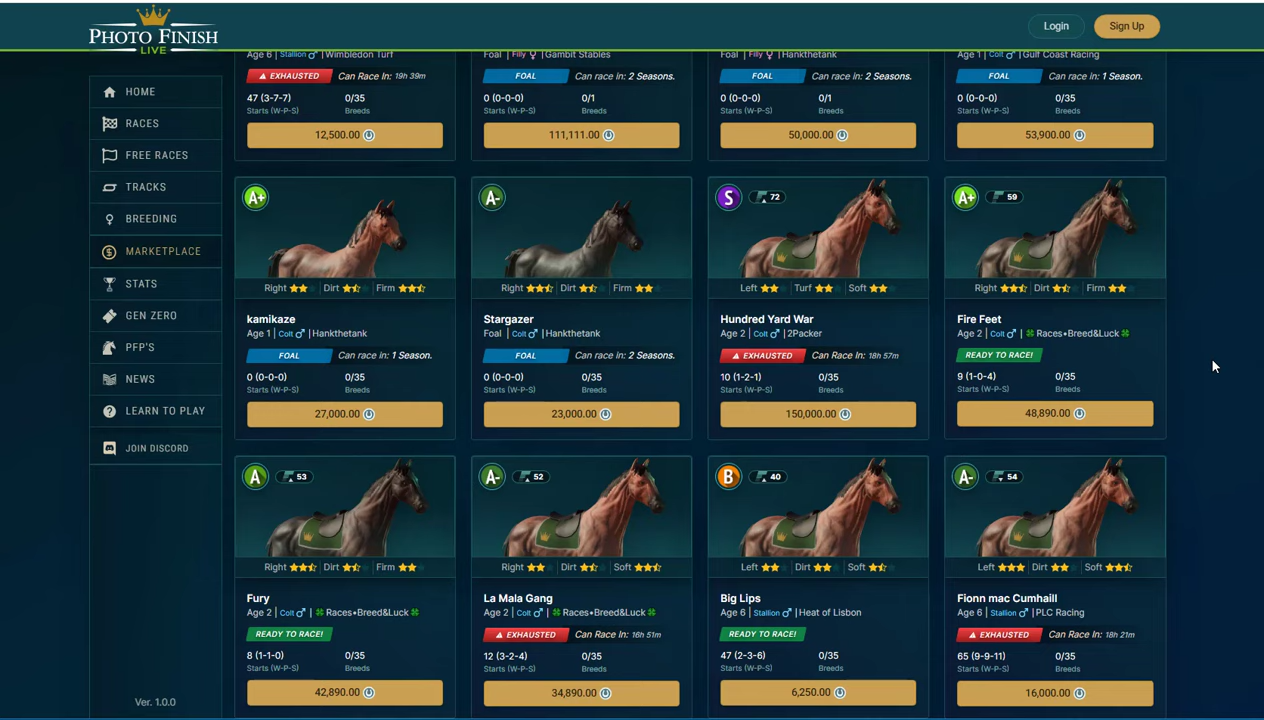 PHOTO FINISH
LIVE
Login
Sign Up
HOME
RACES
FREE RACES
TRACKS
BREEDING
MARKETPLACE
STATS
GEN ZERO
PFP'S
NEWS
LEARN TO PLAY
JOIN DISCORD
Ver. 1.0.0
Age 6 | Stallion ♂ | Wimbledon Turf
EXHAUSTED Can Race In: 19h 39m
47 (3-7-7) 0/35
Starts (W-P-S) Breeds
12,500.00
Foal | Filly ♀ | Gambit Stables
FOAL Can race in: 2 Seasons.
0 (0-0-0) 0/1
Starts (W-P-S) Breeds
111,111.00
Foal | Filly ♀ | Hankthetank
FOAL Can race in: 2 Seasons.
0 (0-0-0) 0/1
Starts (W-P-S) Breeds
50,000.00
Age 1 | Colt ♂ | Gulf Coast Racing
FOAL Can race in: 1 Season.
0 (0-0-0) 0/35
Starts (W-P-S) Breeds
53,900.00
A+
Right Dirt Firm
kamikaze
Age 1 | Colt ♂ | Hankthetank
FOAL Can race in: 1 Season.
0 (0-0-0) 0/35
Starts (W-P-S) Breeds
27,000.00
A-
Right Dirt Firm
Stargazer
Foal | Colt ♂ | Hankthetank
FOAL Can race in: 2 Seasons.
0 (0-0-0) 0/35
Starts (W-P-S) Breeds
23,000.00
S 72
Left Turf Soft
Hundred Yard War
Age 2 | Colt ♂ | 2Packer
EXHAUSTED Can Race In: 18h 57m
10 (1-2-1) 0/35
Starts (W-P-S) Breeds
150,000.00
A+ 59
Right Dirt Firm
Fire Feet
Age 2 | Colt ♂ | 🍀 Races•Breed&Luck 🍀
READY TO RACE!
9 (1-0-4) 0/35
Starts (W-P-S) Breeds
48,890.00
A 53
Right Dirt Firm
Fury
Age 2 | Colt ♂ | 🍀 Races•Breed&Luck 🍀
READY TO RACE!
8 (1-1-0) 0/35
Starts (W-P-S) Breeds
42,890.00
A- 52
Right Dirt Soft
La Mala Gang
Age 2 | Colt ♂ | 🍀 Races•Breed&Luck 🍀
EXHAUSTED Can Race In: 16h 51m
12 (3-2-4) 0/35
Starts (W-P-S) Breeds
34,890.00
B 40
Left Dirt Soft
Big Lips
Age 6 | Stallion ♂ | Heat of Lisbon
READY TO RACE!
47 (2-3-6) 0/35
Starts (W-P-S) Breeds
6,250.00
A- 54
Left Dirt Soft
Fionn mac Cumhaill
Age 6 | Stallion ♂ | PLC Racing
EXHAUSTED Can Race In: 18h 21m
65 (9-9-11) 0/35
Starts (W-P-S) Breeds
16,000.00